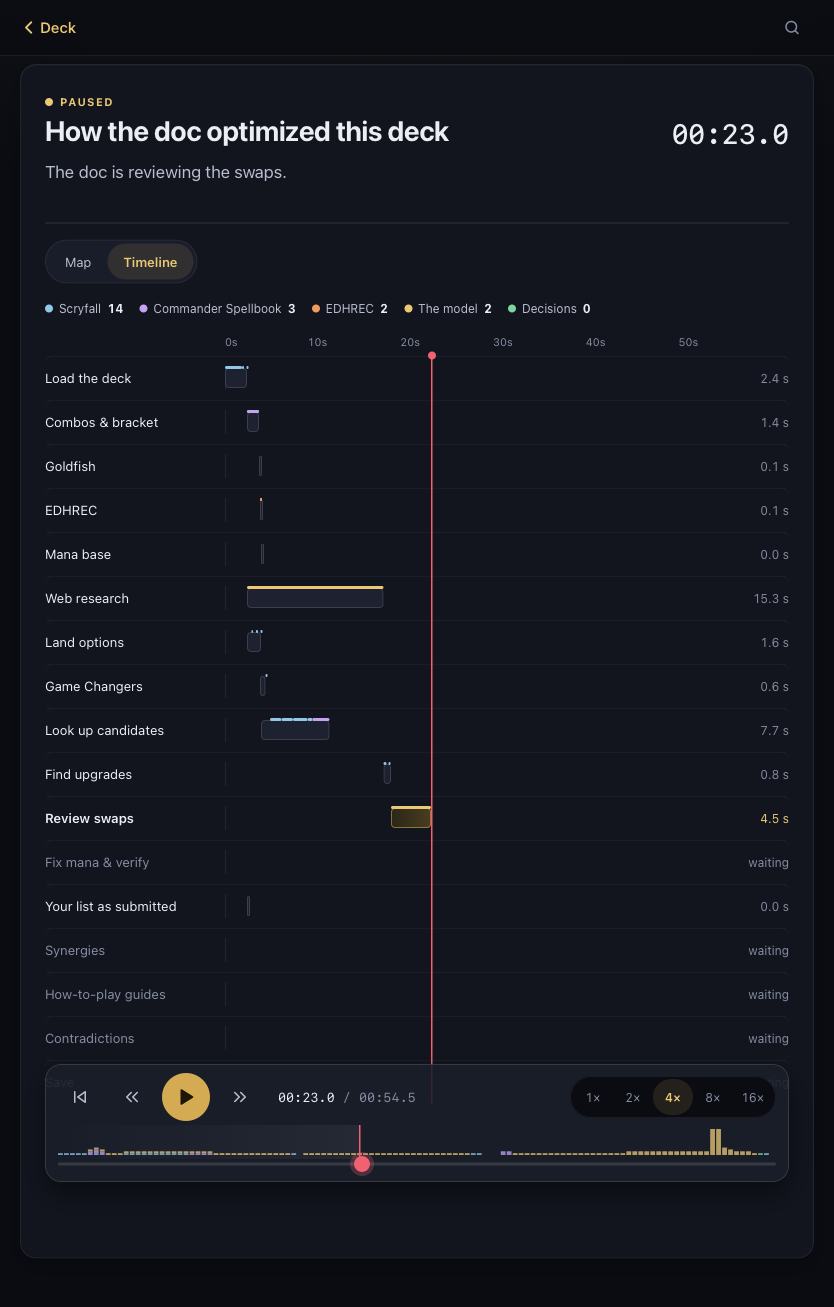 Deck
PAUSED
How the doc optimized this deck
00:23.0
The doc is reviewing the swaps.
Map Timeline
Scryfall 14 Commander Spellbook 3 EDHREC 2 The model 2 Decisions 0
0s 10s 20s 30s 40s 50s
Load the deck 2.4 s
Combos & bracket 1.4 s
Goldfish 0.1 s
EDHREC 0.1 s
Mana base 0.0 s
Web research 15.3 s
Land options 1.6 s
Game Changers 0.6 s
Look up candidates 7.7 s
Find upgrades 0.8 s
Review swaps 4.5 s
Fix mana & verify waiting
Your list as submitted 0.0 s
Synergies waiting
How-to-play guides waiting
Contradictions waiting
Save
00:23.0 / 00:54.5 1× 2× 4× 8× 16×